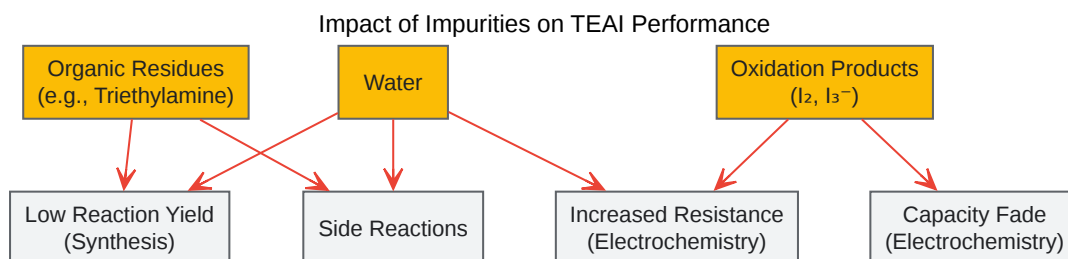 Impact of Impurities on TEAI Performance
Organic Residues
(e.g., Triethylamine)
Water
Oxidation Products
(I₂, I₃⁻)
Low Reaction Yield
(Synthesis)
Side Reactions
Increased Resistance
(Electrochemistry)
Capacity Fade
(Electrochemistry)